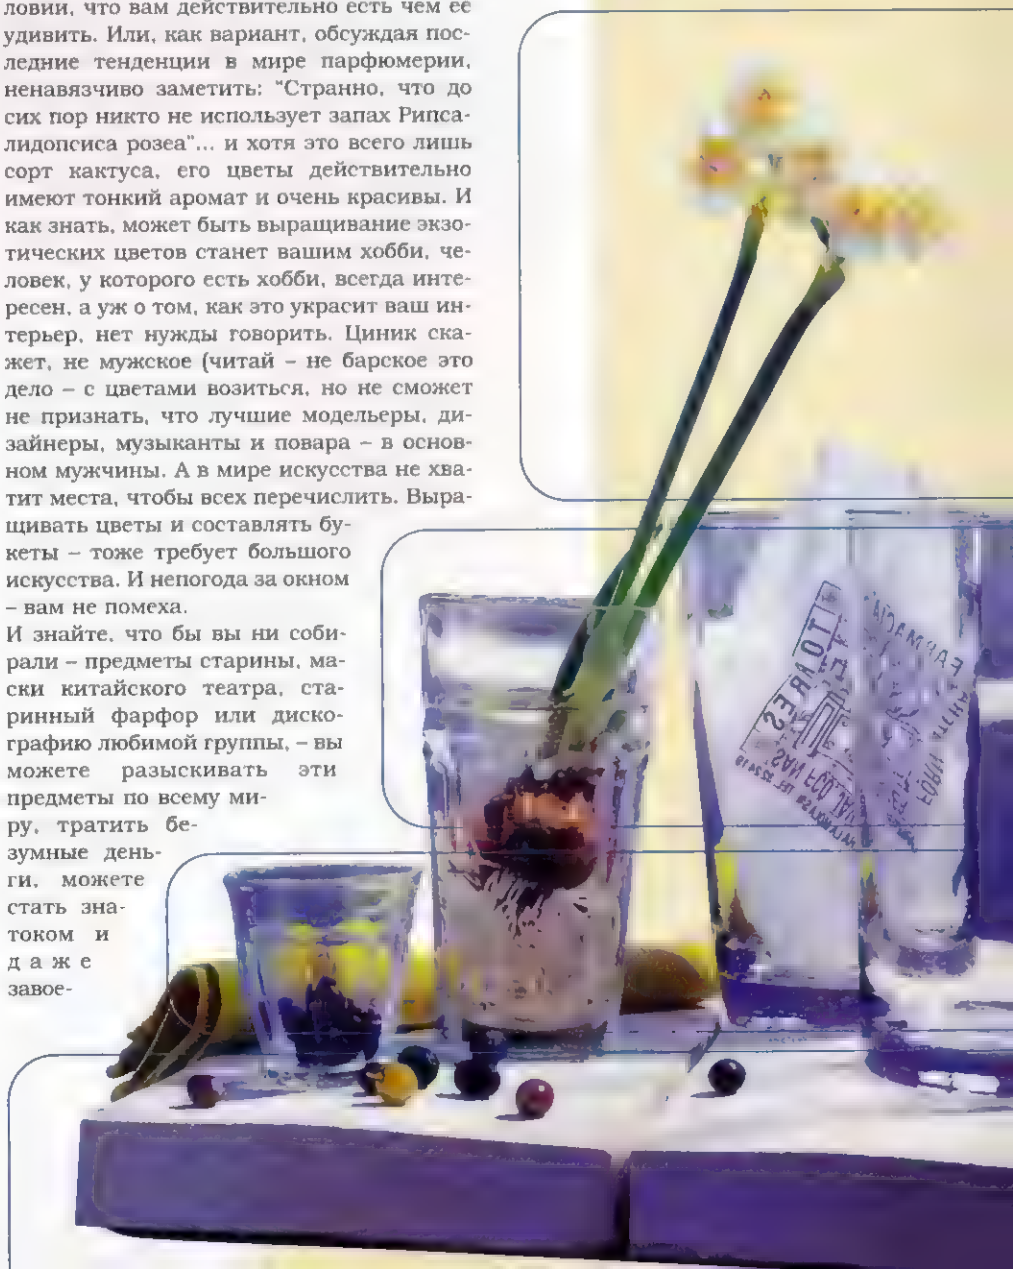 ловии, что вам действительно есть чем ее
удивить. Или, как вариант, обсуждая пос-
ледние тенденции в мире парфюмерии,
ненавязчиво заметить: "Странно, что до
сих пор никто не использует запах Рипса-
лидопсиса розеа"... и хотя это всего лишь
сорт кактуса, его цветы действительно
имеют тонкий аромат и очень красивы. И
как знать, может быть выращивание экзо-
тических цветов станет вашим хобби, че-
ловек, у которого есть хобби, всегда инте-
ресен, а уж о том, как это украсит ваш ин-
терьер, нет нужды говорить. Циник ска-
жет, не мужское (читай – не барское это
дело – с цветами возиться, но не сможет
не признать, что лучшие модельеры, ди-
зайнеры, музыканты и повара – в основ-
ном мужчины. А в мире искусства не хва-
тит места, чтобы всех перечислить. Выра-
щивать цветы и составлять бу-
кеты – тоже требует большого
искусства. И непогода за окном
– вам не помеха.
И знайте, что бы вы ни соби-
рали – предметы старины, ма-
ски китайского театра, ста-
ринный фарфор или диско-
графию любимой группы, – вы
можете разыскивать эти
предметы по всему ми-
ру, тратить бе-
зумные день-
ги, можете
стать зна-
током и
даже
завое-
TORRES